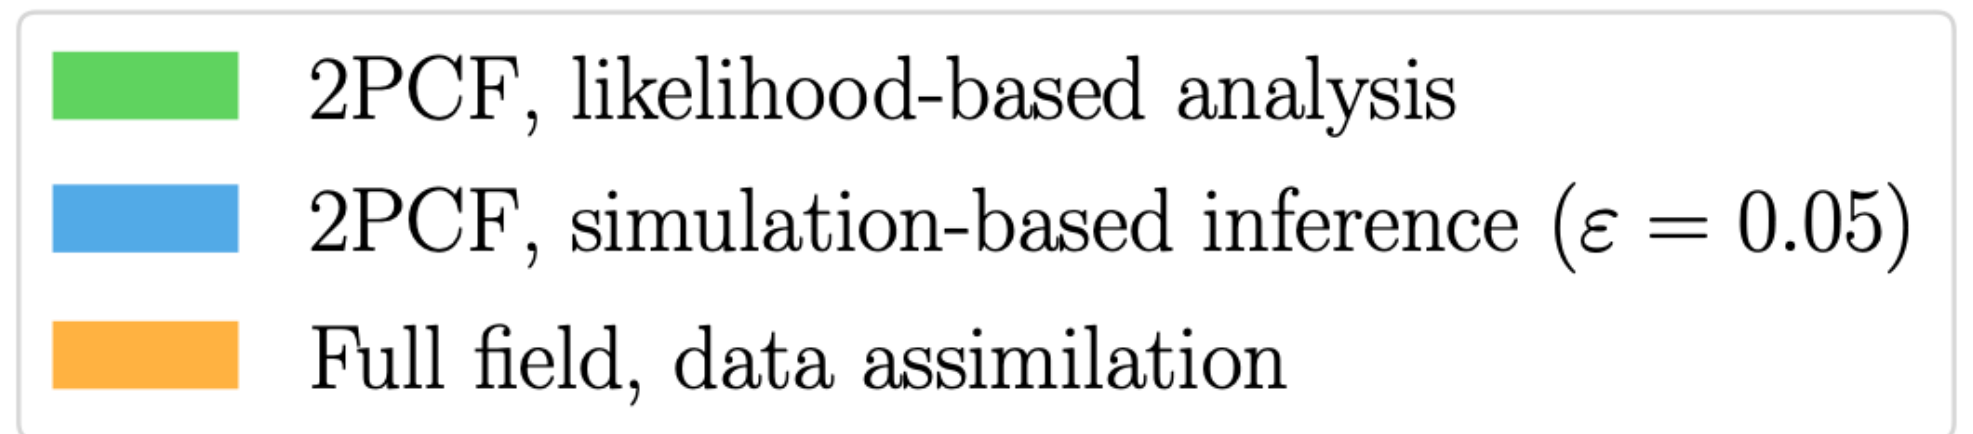 2PCF, likelihood-based analysis
2PCF, simulation-based inference (ε = 0.05)
Full field, data assimilation